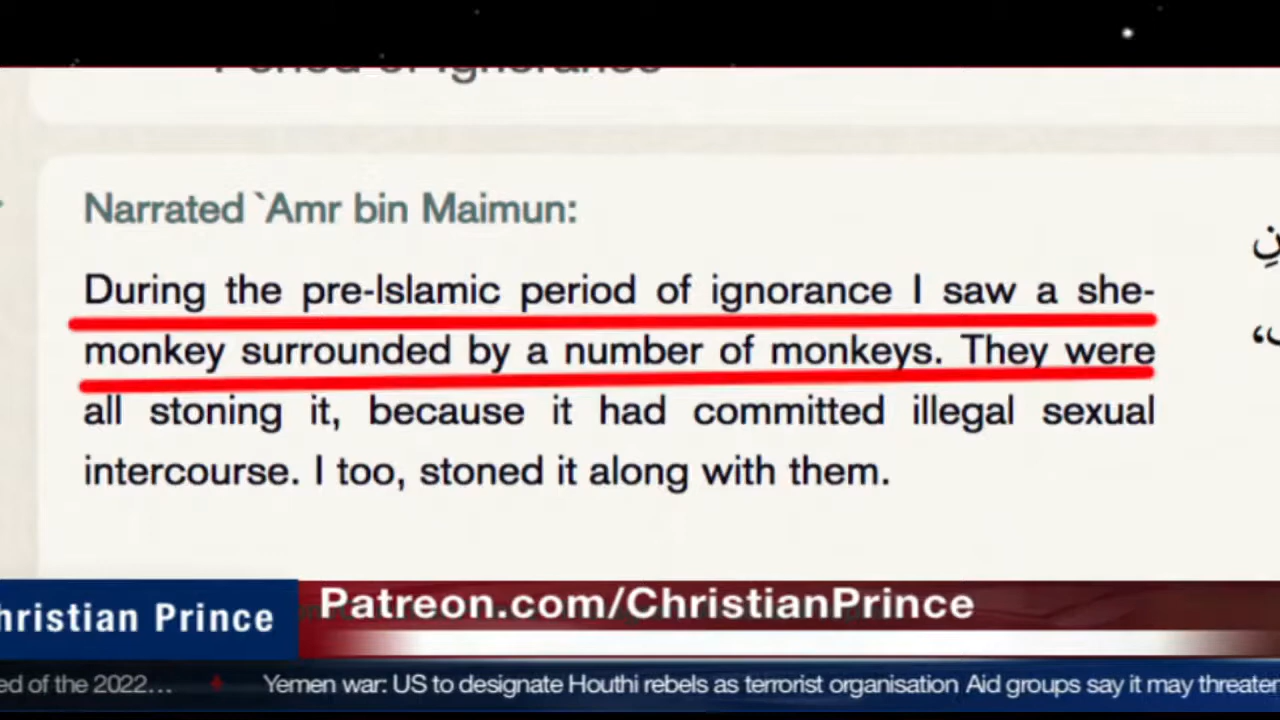 Period of Ignorance
Narrated `Amr bin Maimun:
During the pre-Islamic period of ignorance I saw a she-
monkey surrounded by a number of monkeys. They were
all stoning it, because it had committed illegal sexual
intercourse. I too, stoned it along with them.
hristian Prince
Patreon.com/ChristianPrince
ed of the 2022... Yemen war: US to designate Houthi rebels as terrorist organisation Aid groups say it may threaten